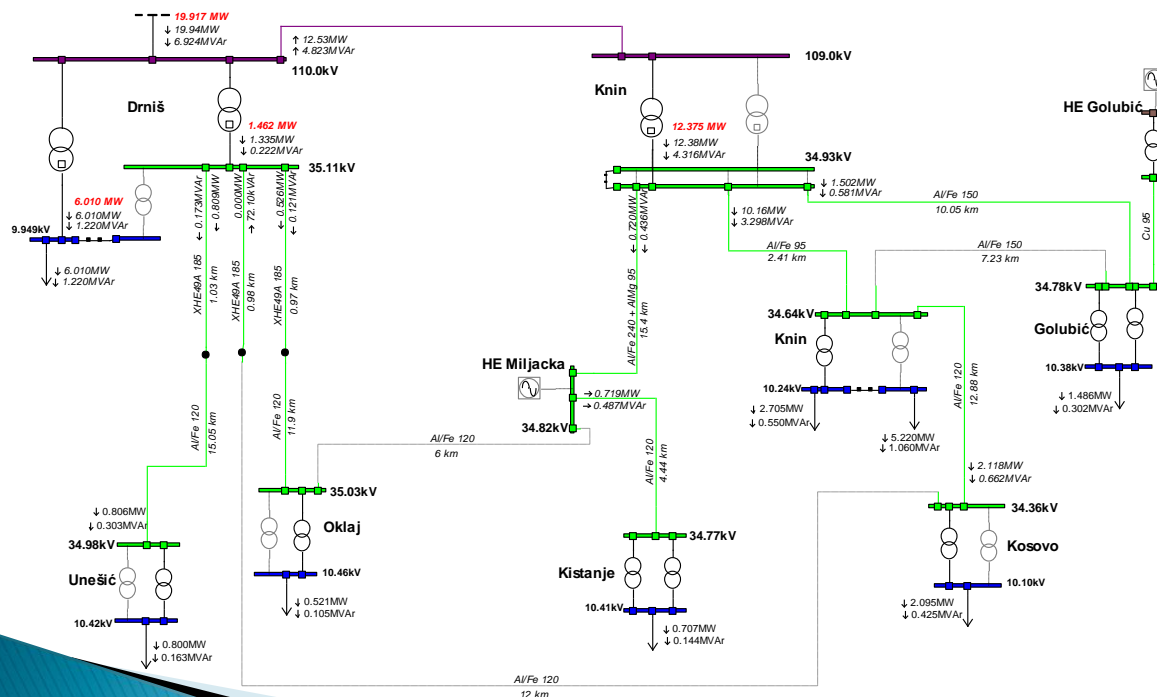 19.917 MW
↓ 19.94MW
↓ 6.924MVAr
↑ 12.53MW
↑ 4.823MVAr
110.0kV
109.0kV
Drniš
Knin
HE Golubić
1.462 MW
↓ 1.335MW
↓ 0.222MVAr
12.375 MW
↓ 12.38MW
↓ 4.316MVAr
35.11kV
34.93kV
6.010 MW
↓ 6.010MW
↓ 1.220MVAr
9.949kV
↓ 6.010MW
↓ 1.220MVAr
← 0.173MVAr
← 0.809MW
XHE49A 185
1.03 km
0.000MW
→ 72.10kVAr
XHE49A 185
0.98 km
← 0.526MW
← 0.121MVAr
XHE49A 185
0.97 km
← 0.720MW
← 0.436MVAr
Al/Fe 240 + AlMg 95
15.4 km
↓ 10.16MW
↓ 3.298MVAr
↓ 1.502MW
↓ 0.581MVAr
Al/Fe 150
10.05 km
Cu 95
Al/Fe 95
2.41 km
Al/Fe 150
7.23 km
34.64kV
34.78kV
Knin
Golubić
10.24kV
10.38kV
↓ 2.705MW
↓ 0.550MVAr
↓ 5.220MW
↓ 1.060MVAr
↓ 1.486MW
↓ 0.302MVAr
Al/Fe 120
12.88 km
HE Miljacka
→ 0.719MW
→ 0.487MVAr
34.82kV
Al/Fe 120
15.05 km
Al/Fe 120
11.9 km
Al/Fe 120
6 km
Al/Fe 120
4.44 km
↓ 2.118MW
↓ 0.662MVAr
35.03kV
34.36kV
↓ 0.806MW
↓ 0.303MVAr
Oklaj
34.98kV
34.77kV
Kosovo
Unešić
10.46kV
Kistanje
10.10kV
↓ 0.521MW
↓ 0.105MVAr
10.42kV
10.41kV
↓ 2.095MW
↓ 0.425MVAr
↓ 0.800MW
↓ 0.163MVAr
↓ 0.707MW
↓ 0.144MVAr
Al/Fe 120
12 km